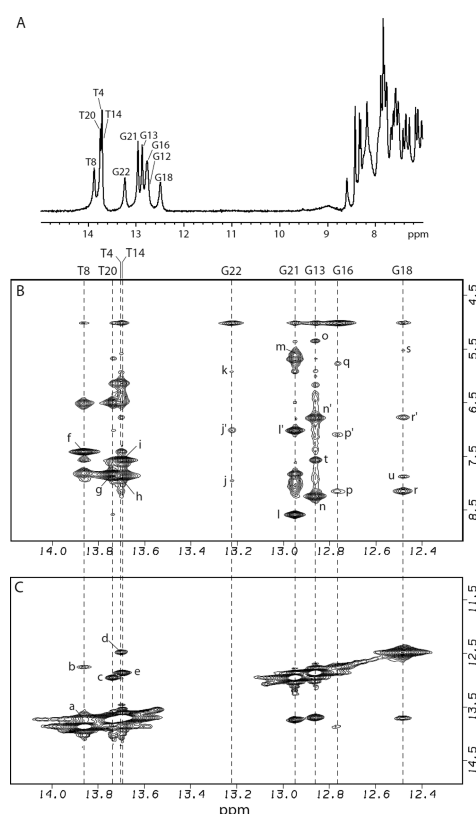 A
T4
T20
T14
T8
G21
G13
G16
G12
G22
G18
14
13
12
11
10
9
8
ppm
T4
T14
T8
T20
G22
G21
G13
G16
G18
B
4.5
5.5
6.5
7.5
8.5
o
m
s
q
k
n'
r'
l'
j'
p'
f
i
t
g
h
j
u
p
r
n
l
14.0
13.8
13.6
13.4
13.2
13.0
12.8
12.6
12.4
C
11.5
12.5
13.5
14.5
d
b
c
e
a
14.0
13.8
13.6
13.4
13.2
13.0
12.8
12.6
12.4
ppm